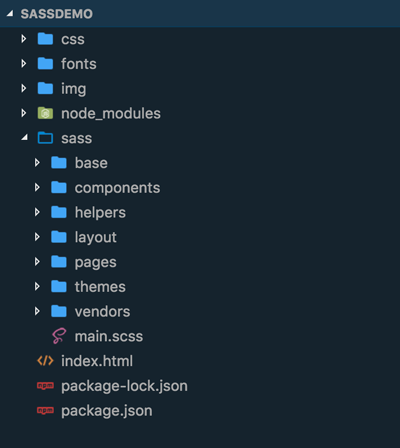 SASSDEMO
css
fonts
img
node_modules
sass
base
components
helpers
layout
pages
themes
vendors
main.scss
index.html
package-lock.json
package.json